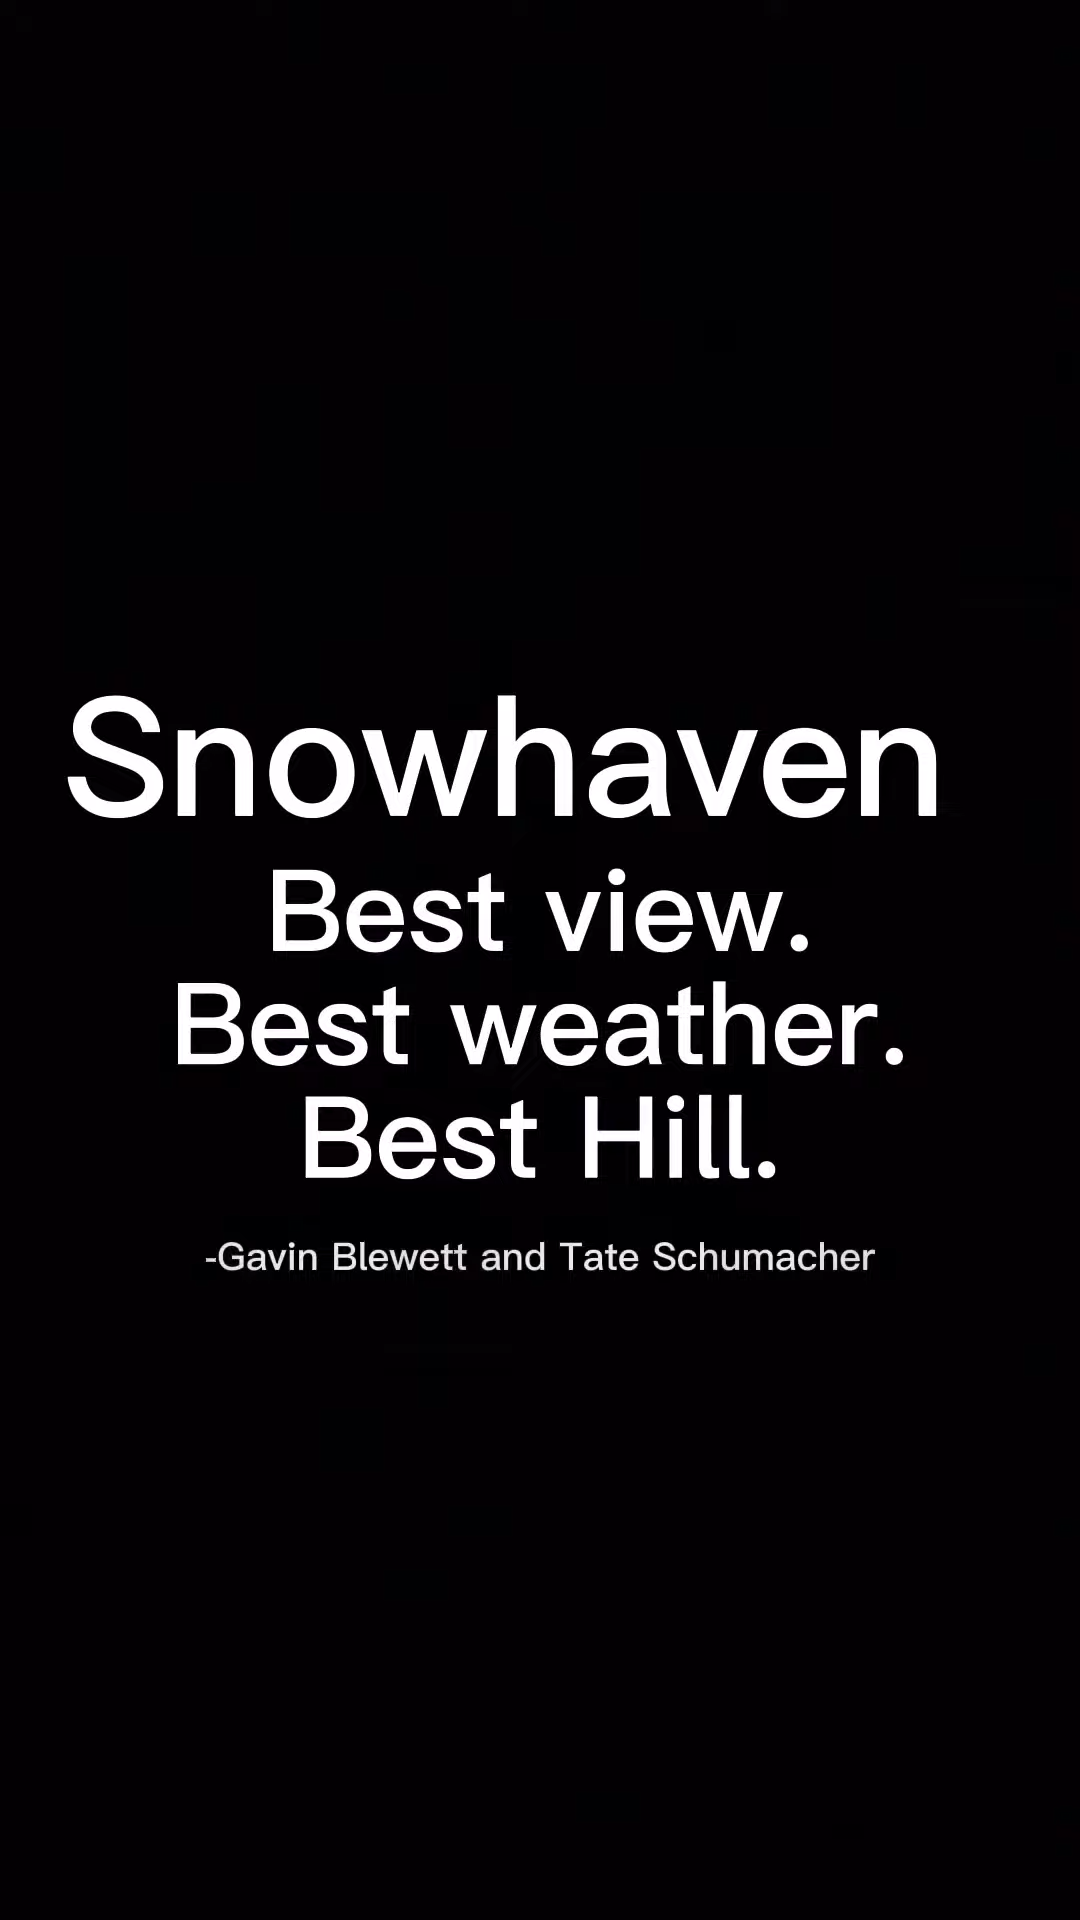 Snowhaven
Best view.
Best weather.
Best Hill.
-Gavin Blewett and Tate Schumacher